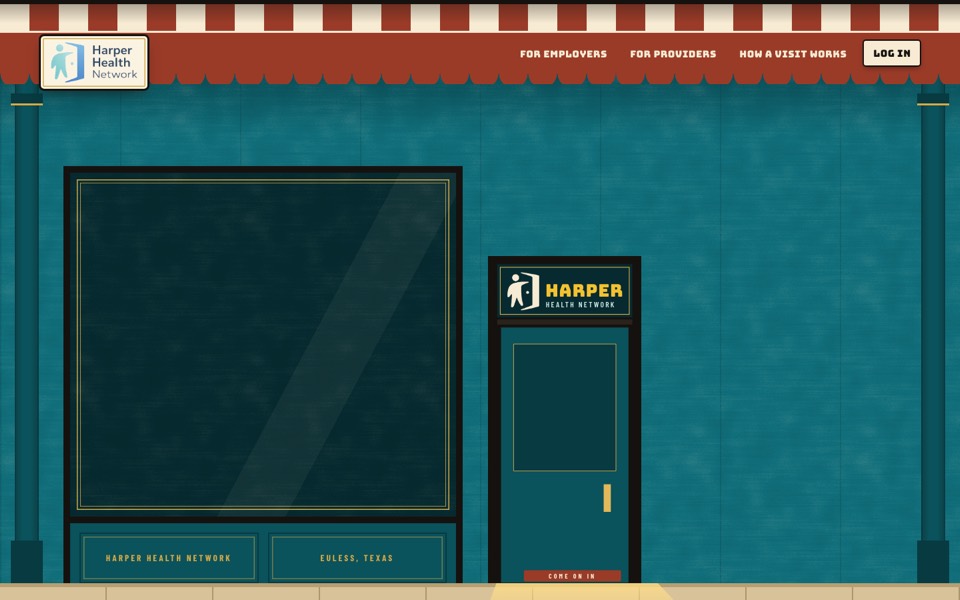 Harper
Health
Network
FOR EMPLOYERS
FOR PROVIDERS
HOW A VISIT WORKS
LOG IN
HARPER
HEALTH NETWORK
HARPER HEALTH NETWORK
EULESS, TEXAS
COME ON IN